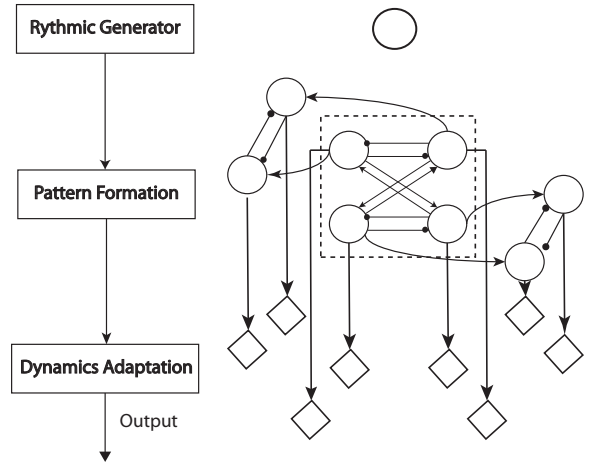 Rythmic Generator
Pattern Formation
Dynamics Adaptation
Output